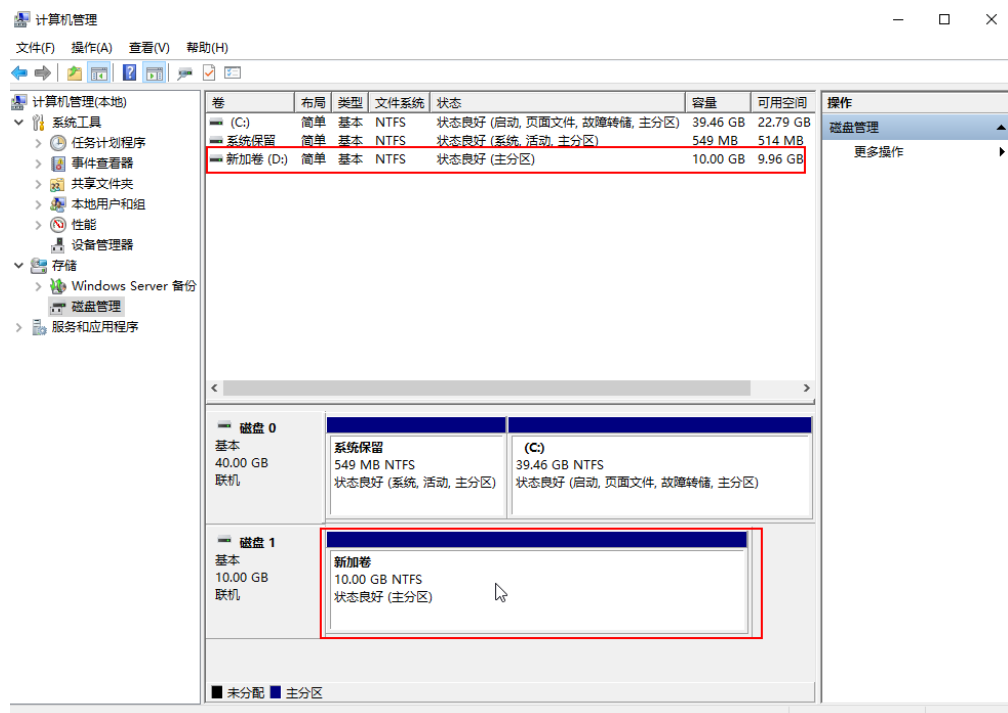 计算机管理
文件(F) 操作(A) 查看(V) 帮助(H)
计算机管理(本地)
系统工具
任务计划程序
事件查看器
共享文件夹
本地用户和组
性能
设备管理器
存储
Windows Server 备份
磁盘管理
服务和应用程序
卷 布局 类型 文件系统 状态 容量 可用空间
(C:) 简单 基本 NTFS 状态良好 (启动, 页面文件, 故障转储, 主分区) 39.46 GB 22.79 GB
系统保留 简单 基本 NTFS 状态良好 (系统, 活动, 主分区) 549 MB 514 MB
新加卷 (D:) 简单 基本 NTFS 状态良好 (主分区) 10.00 GB 9.96 GB
磁盘 0
基本
40.00 GB
联机
系统保留
549 MB NTFS
状态良好 (系统, 活动, 主分区)
(C:)
39.46 GB NTFS
状态良好 (启动, 页面文件, 故障转储, 主分区)
磁盘 1
基本
10.00 GB
联机
新加卷
10.00 GB NTFS
状态良好 (主分区)
未分配 主分区
操作
磁盘管理
更多操作